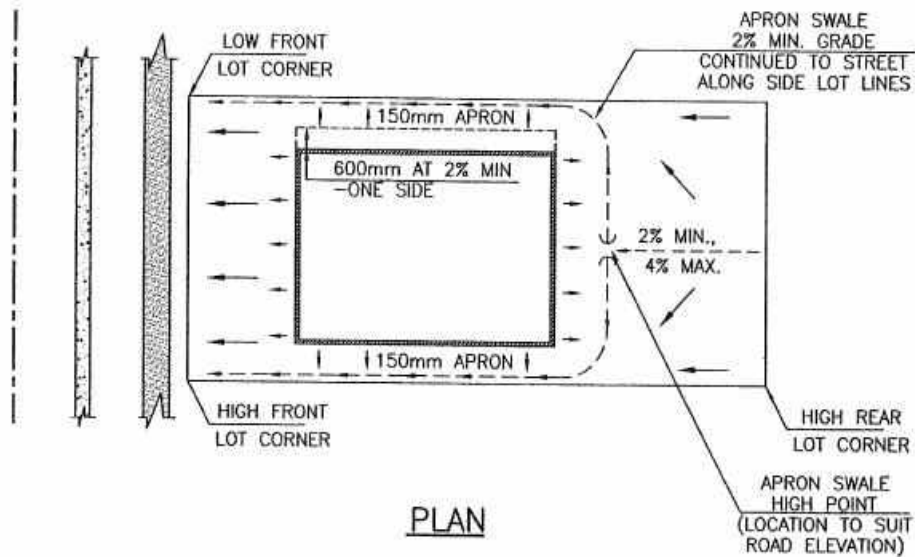 LOW FRONT
LOT CORNER
APRON SWALE
2% MIN. GRADE
CONTINUED TO STREET
ALONG SIDE LOT LINES
150mm APRON
600mm AT 2% MIN
-ONE SIDE
2% MIN.,
4% MAX.
150mm APRON
HIGH FRONT
LOT CORNER
HIGH REAR
LOT CORNER
APRON SWALE
HIGH POINT
(LOCATION TO SUIT
ROAD ELEVATION)
PLAN